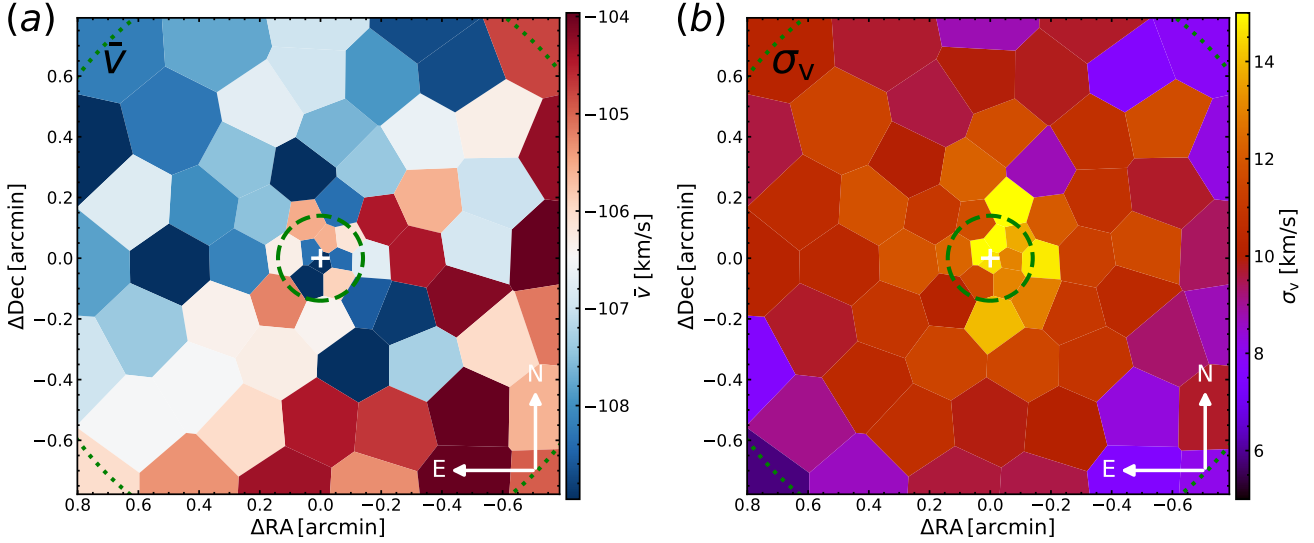 (a)
v̄
N
E
0.6
0.4
0.2
0.0
−0.2
−0.4
−0.6
ΔDec [arcmin]
0.8 0.6 0.4 0.2 0.0 −0.2 −0.4 −0.6
ΔRA [arcmin]
−104
−105
−106
−107
−108
v̄ [km/s]
(b)
σᵥ
N
E
0.6
0.4
0.2
0.0
−0.2
−0.4
−0.6
ΔDec [arcmin]
0.8 0.6 0.4 0.2 0.0 −0.2 −0.4 −0.6
ΔRA [arcmin]
14
12
10
8
6
σᵥ [km/s]